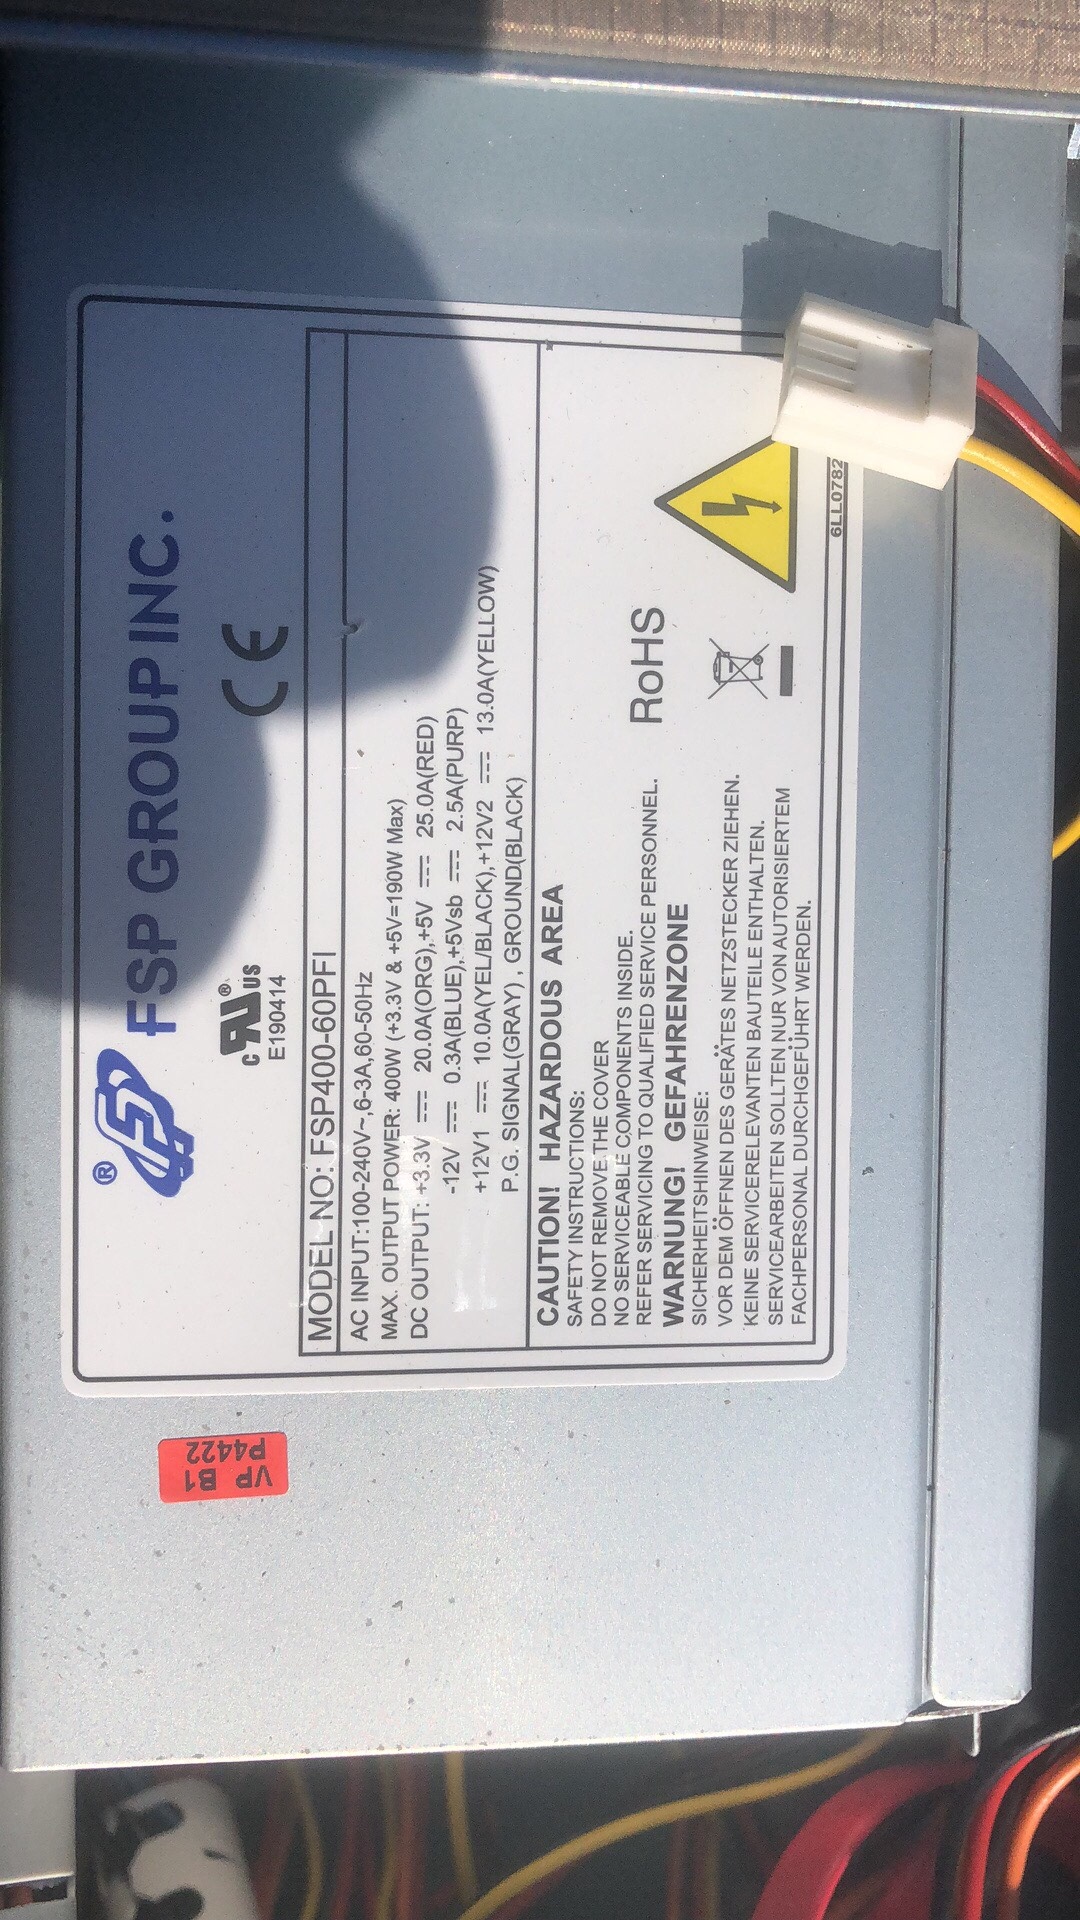 ® FSP GROUP INC.
c UR® US
E190414
CE
MODEL NO: FSP400-60PFI
AC INPUT:100-240V~,6-3A,60-50Hz
MAX. OUTPUT POWER: 400W (+3.3V & +5V=190W Max)
DC OUTPUT: +3.3V ⎓ 20.0A(ORG),+5V ⎓ 25.0A(RED)
-12V ⎓ 0.3A(BLUE),+5Vsb ⎓ 2.5A(PURP)
+12V1 ⎓ 10.0A(YEL/BLACK),+12V2 ⎓ 13.0A(YELLOW)
P.G. SIGNAL(GRAY) , GROUND(BLACK)
CAUTION! HAZARDOUS AREA
SAFETY INSTRUCTIONS:
DO NOT REMOVE THE COVER
NO SERVICEABLE COMPONENTS INSIDE.
REFER SERVICING TO QUALIFIED SERVICE PERSONNEL.
WARNUNG! GEFAHRENZONE
SICHERHEITSHINWEISE:
VOR DEM ÖFFNEN DES GERÄTES NETZSTECKER ZIEHEN.
KEINE SERVICERELEVANTEN BAUTEILE ENTHALTEN.
SERVICEARBEITEN SOLLTEN NUR VON AUTORISIERTEM
FACHPERSONAL DURCHGEFÜHRT WERDEN.
RoHS
6LL0782
VP B1
P4422